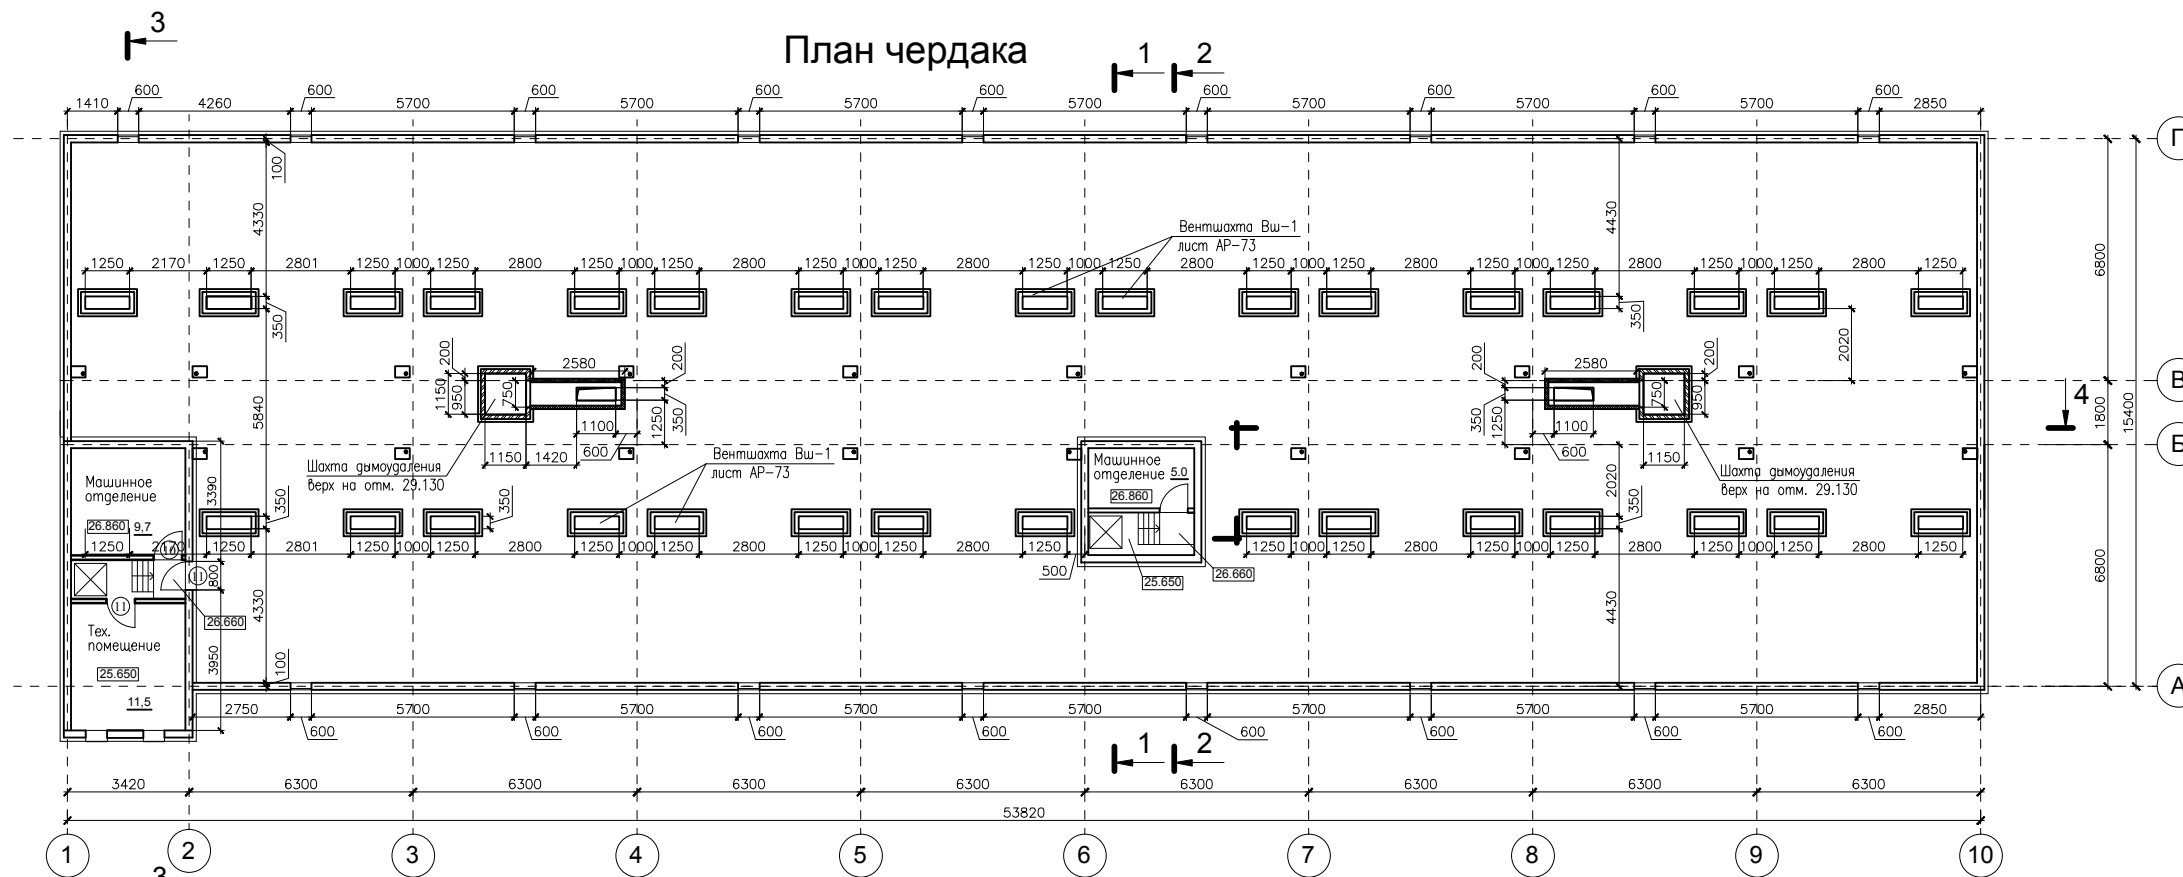 3
План чердака
1 2
600 600 600 600 600 600 600 600 600
1410 4260 5700 5700 5700 5700 5700 5700 5700 2850
Г
100
4330
4430
6800
Вентшахта Вш-1
лист АР-73
1250 2170 1250 2801 1250 1000 1250 2800 1250 1000 1250 2800 1250 1000 1250 2800 1250 1000 1250 2800 1250 1000 1250 2800 1250 1000 1250 2800 1250 1000 1250 2800 1250
350
350
2020
200 2580 200
200 2580 200
1150 950 750
750 950
В
5840
1100 1250 350
350 1250 1100
4
1800
15400
600
600
Б
1150 1420
1150
Шахта дымоудаления
верх на отм. 29.130
Вентшахта Вш-1
лист АР-73
Шахта дымоудаления
верх на отм. 29.130
Машинное
отделение
26.860 9,7
3390
350
350
Машинное
отделение 5.0
26.860
2020
350
1250 2170 1250 2801 1250 1000 1250 2800 1250 1000 1250 2800 1250 1000 1250 2800 1250 1250 1000 1250 2800 1250 1000 1250 2800 1250 1000 1250 2800 1250
10
11
800
500
25.650
26.660
6800
11
26.660
4330
4430
Тех.
помещение
25.650
11,5
3950
100
А
2750 5700 5700 5700 5700 5700 5700 5700 2850
600 600 600 600 600 600 600 600
1 2
3420 6300 6300 6300 6300 6300 6300 6300 6300
53820
1 2 3 4 5 6 7 8 9 10
3